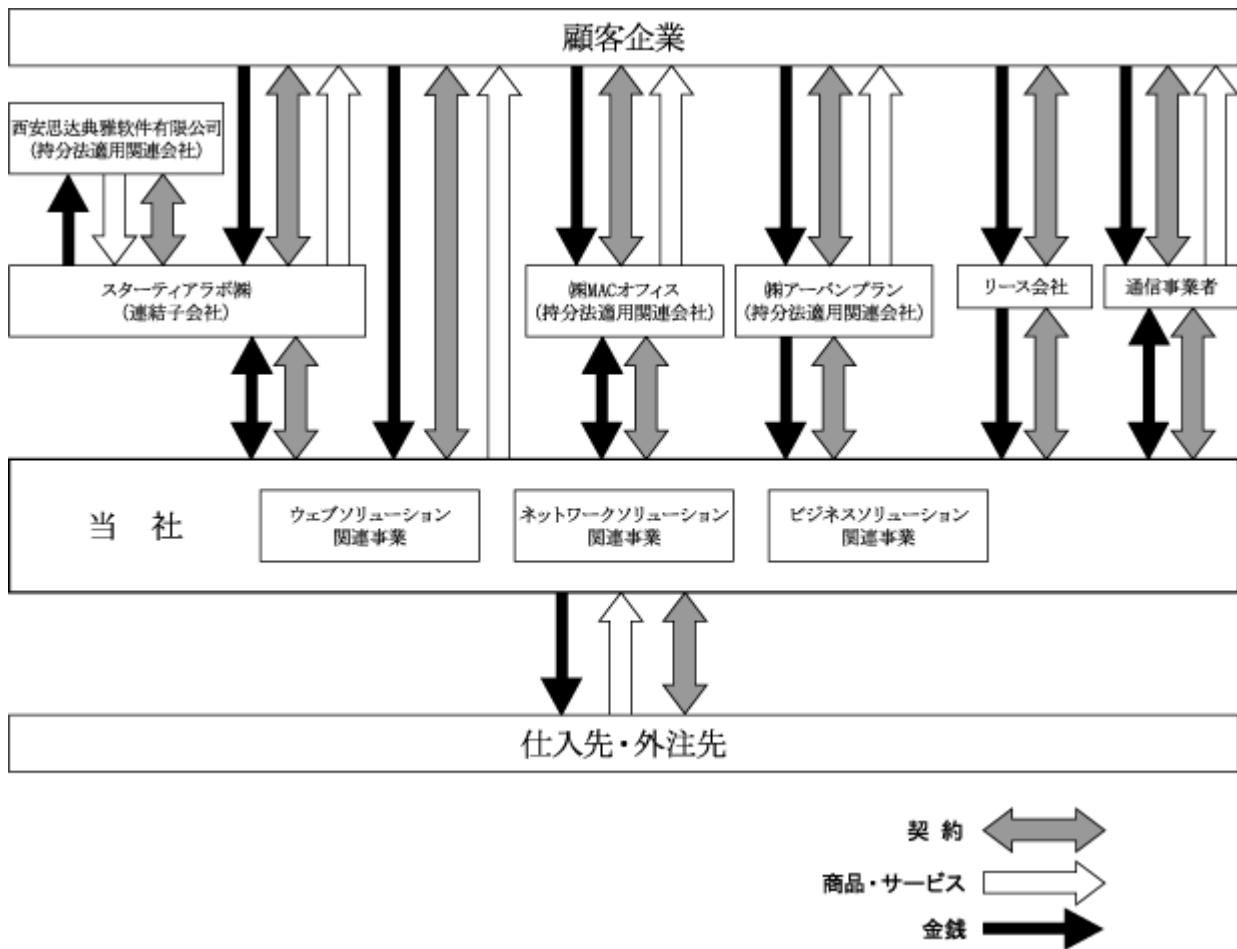 顧客企業
西安思达典雅软件有限公司
(持分法適用関連会社)
スターティアラボ㈱
(連結子会社)
㈱MACオフィス
(持分法適用関連会社)
㈱アーバンプラン
(持分法適用関連会社)
リース会社
通信事業者
当 社
ウェブソリューション
関連事業
ネットワークソリューション
関連事業
ビジネスソリューション
関連事業
仕入先・外注先
契 約
商品・サービス
金銭